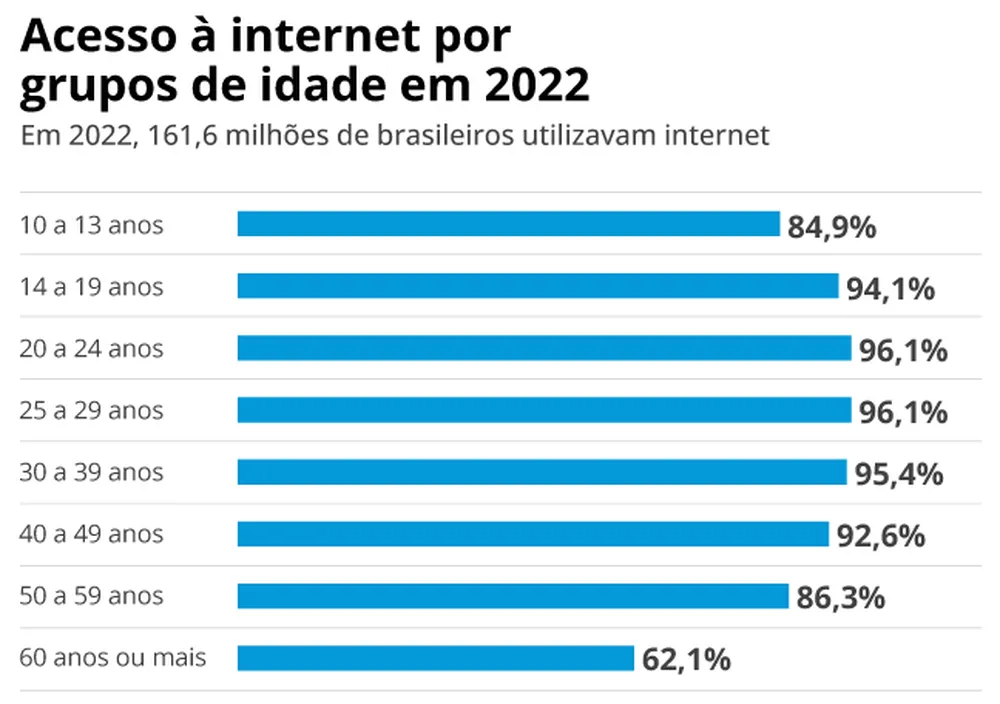 Acesso à internet por
grupos de idade em 2022
Em 2022, 161,6 milhões de brasileiros utilizavam internet
10 a 13 anos 84,9%
14 a 19 anos 94,1%
20 a 24 anos 96,1%
25 a 29 anos 96,1%
30 a 39 anos 95,4%
40 a 49 anos 92,6%
50 a 59 anos 86,3%
60 anos ou mais 62,1%